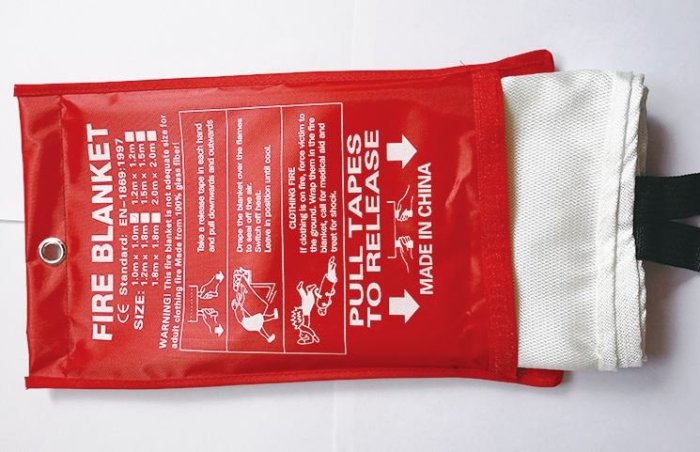 FIRE BLANKET
CE Standard: EN-1869:1997
SIZE: 1.0m x 1.0m 1.2m x 1.2m
1.2m x 1.8m 1.5m x 1.5m
1.8m x 1.8m 2.0m x 2.0m
WARNING! This fire blanket is not adequate size for
adult clothing fire Made from 100% glass fiber!
Take a release tape in each hand
and pull downwards and outwards
Drape the blanket over the flames
to seal off the air.
Switch off heat.
Leave in position until cool.
CLOTHING FIRE
If clothing is on fire, force victim to
the ground. Wrap them in the fire
blanket, call for medical aid and
treat for shock.
PULL TAPES
TO RELEASE
MADE IN CHINA